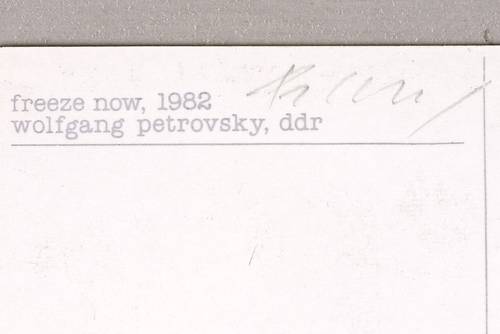 freeze now, 1982
wolfgang petrovsky, ddr